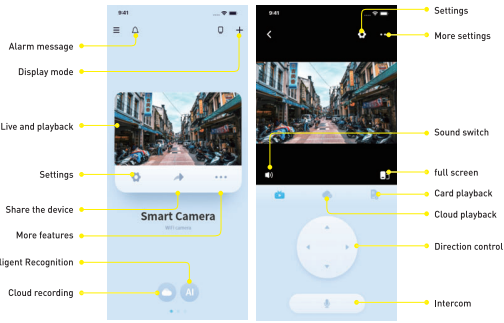 9:41
Alarm message
Display mode
Live and playback
Settings
Share the device
More features
lligent Recognition
Cloud recording
Smart Camera
WiFi camera
AI
9:41
Settings
More settings
Sound switch
full screen
Card playback
Cloud playback
Direction control
Intercom